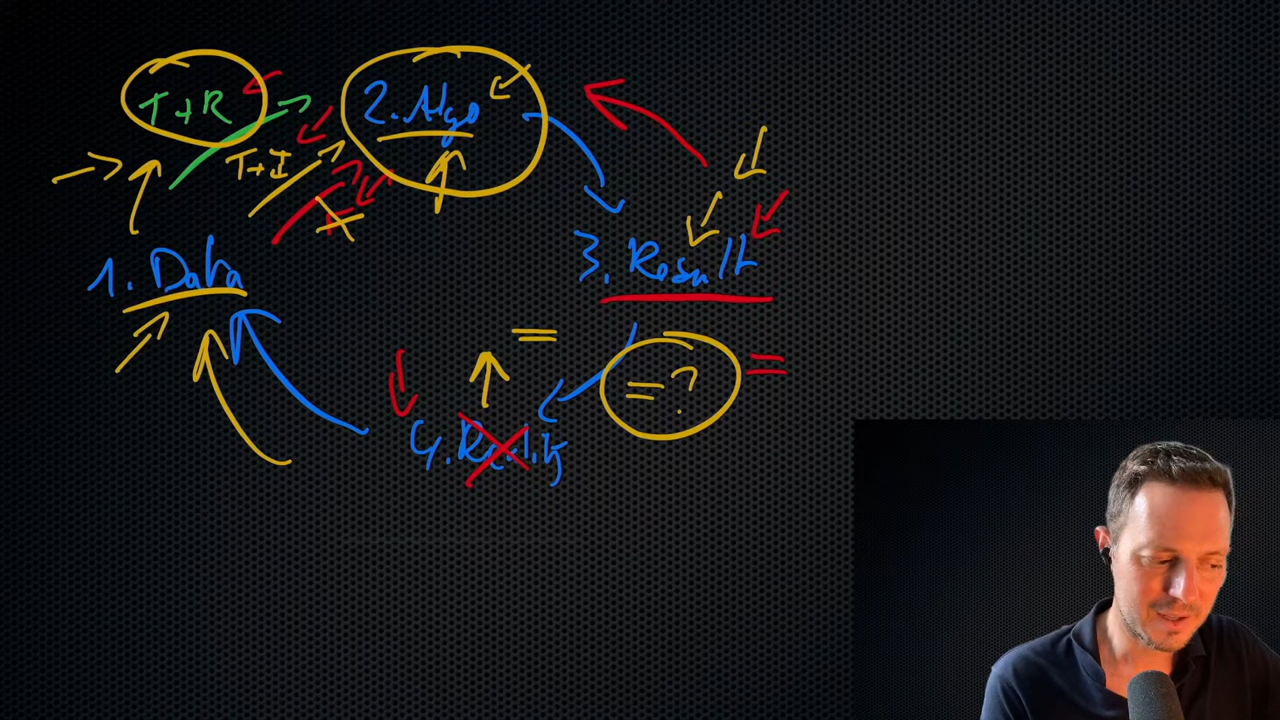 T+R
2. Algo
T+I
1. Data
3. Result
=
= ?
=
4. Reality